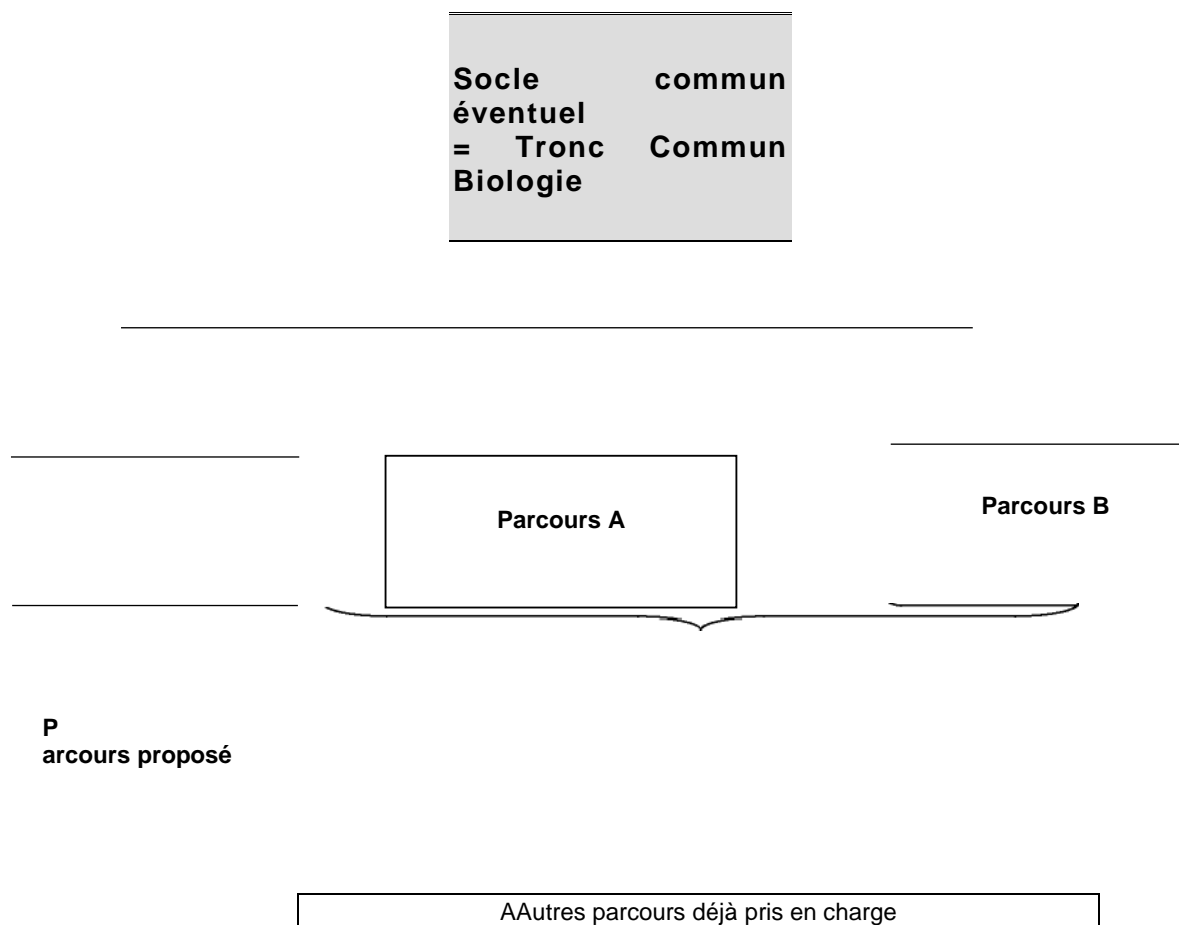 Socle commun
éventuel
= Tronc Commun
Biologie
Parcours A
Parcours B
P
arcours proposé
AAutres parcours déjà pris en charge